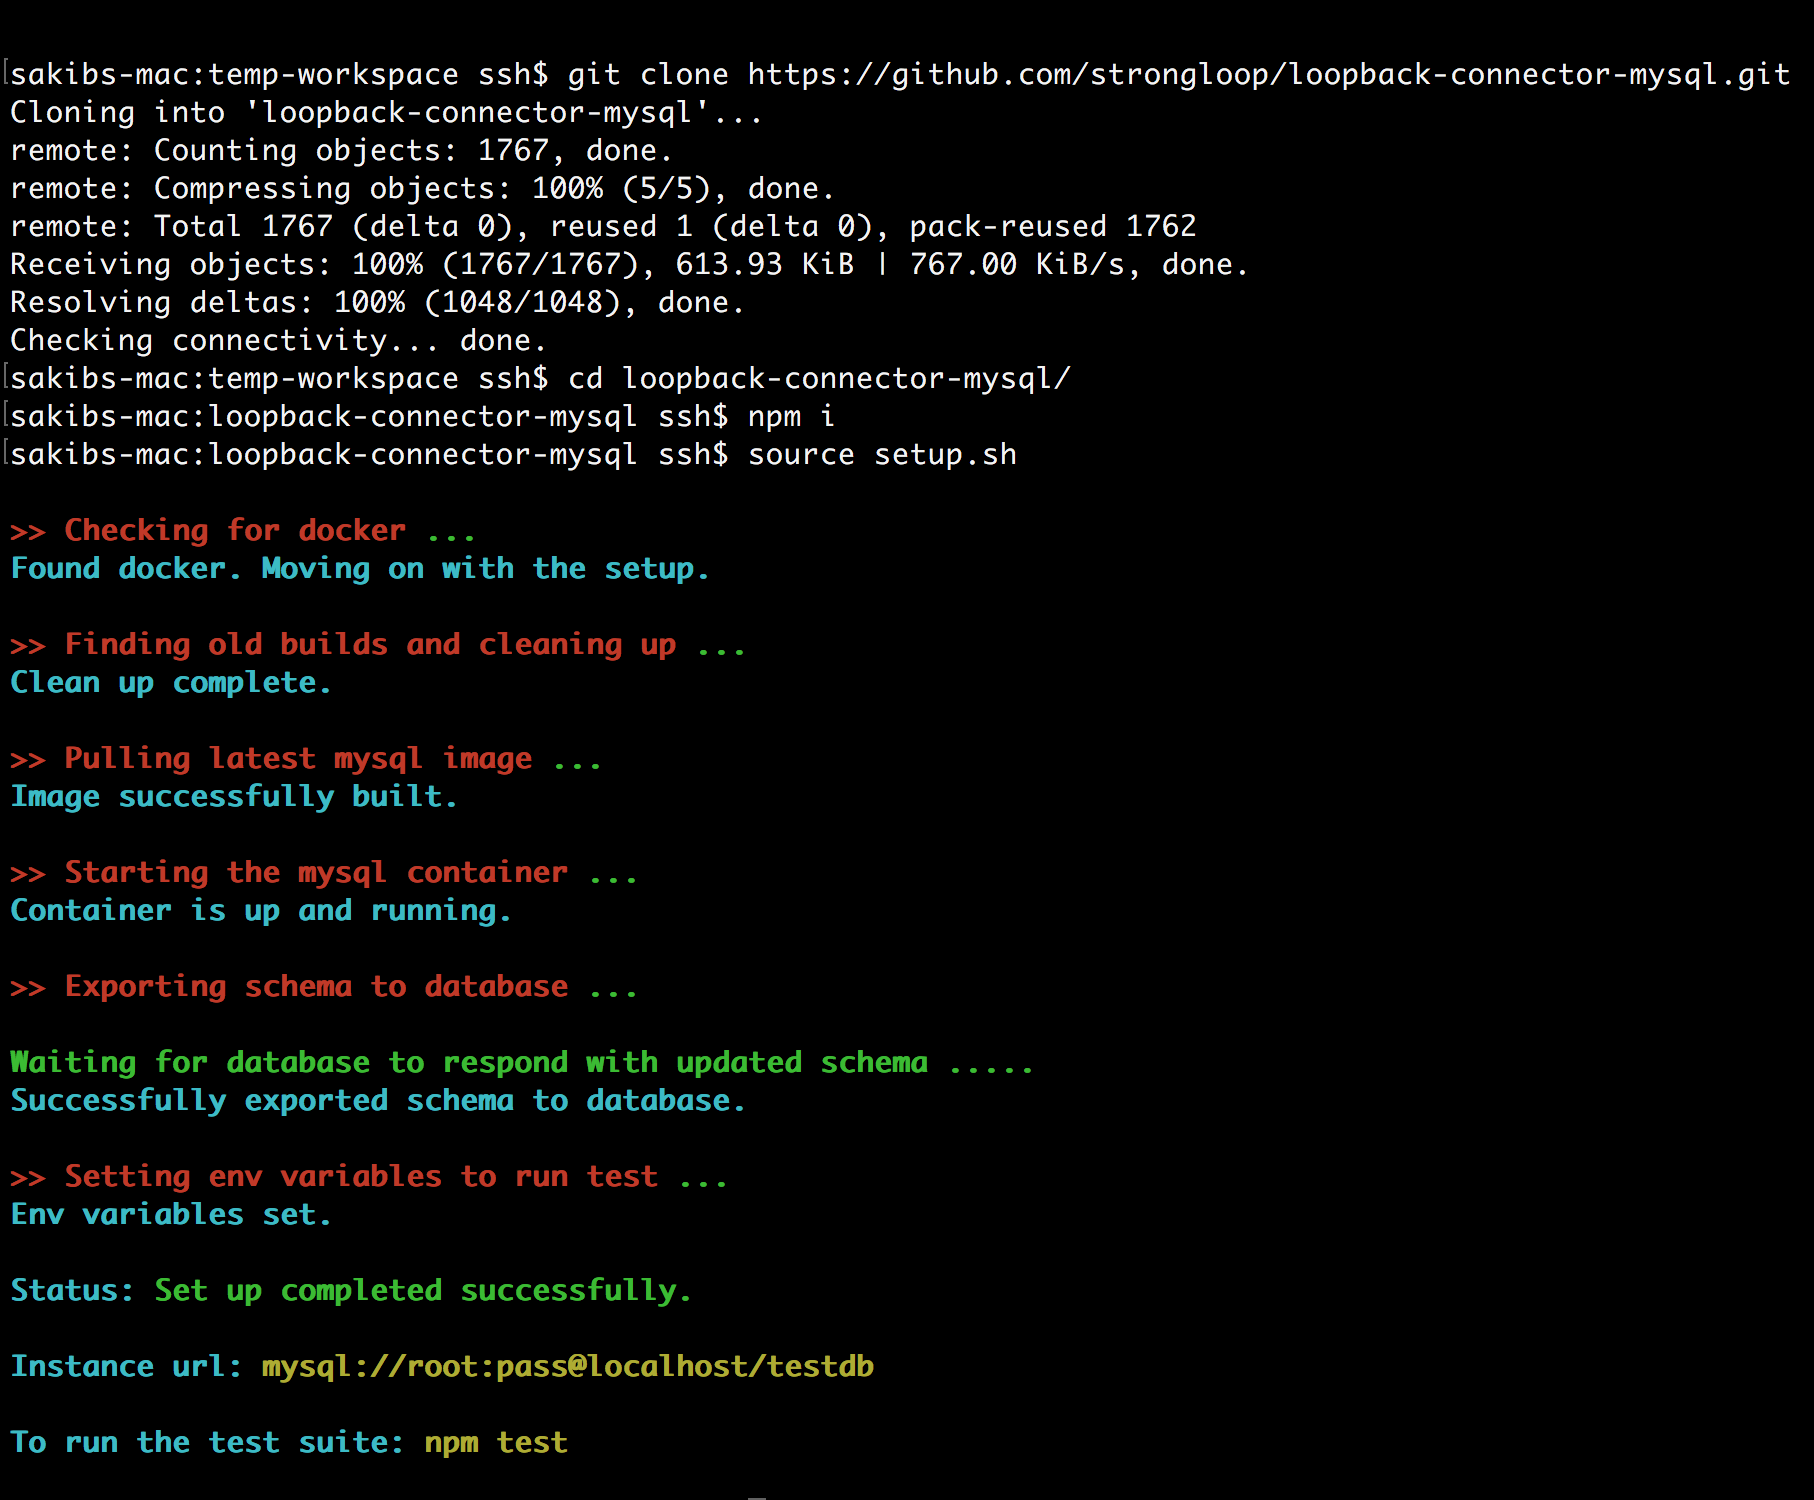 sakibs-mac:temp-workspace ssh$ git clone https://github.com/strongloop/loopback-connector-mysql.git
Cloning into 'loopback-connector-mysql'...
remote: Counting objects: 1767, done.
remote: Compressing objects: 100% (5/5), done.
remote: Total 1767 (delta 0), reused 1 (delta 0), pack-reused 1762
Receiving objects: 100% (1767/1767), 613.93 KiB | 767.00 KiB/s, done.
Resolving deltas: 100% (1048/1048), done.
Checking connectivity... done.
sakibs-mac:temp-workspace ssh$ cd loopback-connector-mysql/
sakibs-mac:loopback-connector-mysql ssh$ npm i
sakibs-mac:loopback-connector-mysql ssh$ source setup.sh
>> Checking for docker ...
Found docker. Moving on with the setup.
>> Finding old builds and cleaning up ...
Clean up complete.
>> Pulling latest mysql image ...
Image successfully built.
>> Starting the mysql container ...
Container is up and running.
>> Exporting schema to database ...
Waiting for database to respond with updated schema .....
Successfully exported schema to database.
>> Setting env variables to run test ...
Env variables set.
Status: Set up completed successfully.
Instance url: mysql://root:pass@localhost/testdb
To run the test suite: npm test